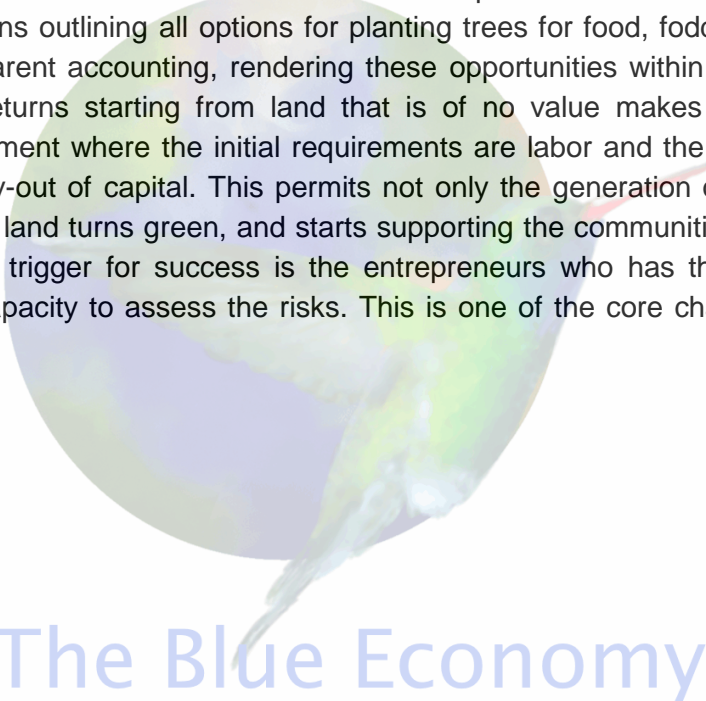 ns outlining all options for planting trees for food, fodd
arent accounting, rendering these opportunities within
eturns starting from land that is of no value makes
ment where the initial requirements are labor and the
y-out of capital. This permits not only the generation
land turns green, and starts supporting the communiti
trigger for success is the entrepreneurs who has th
pacity to assess the risks. This is one of the core cha
The Blue Economy